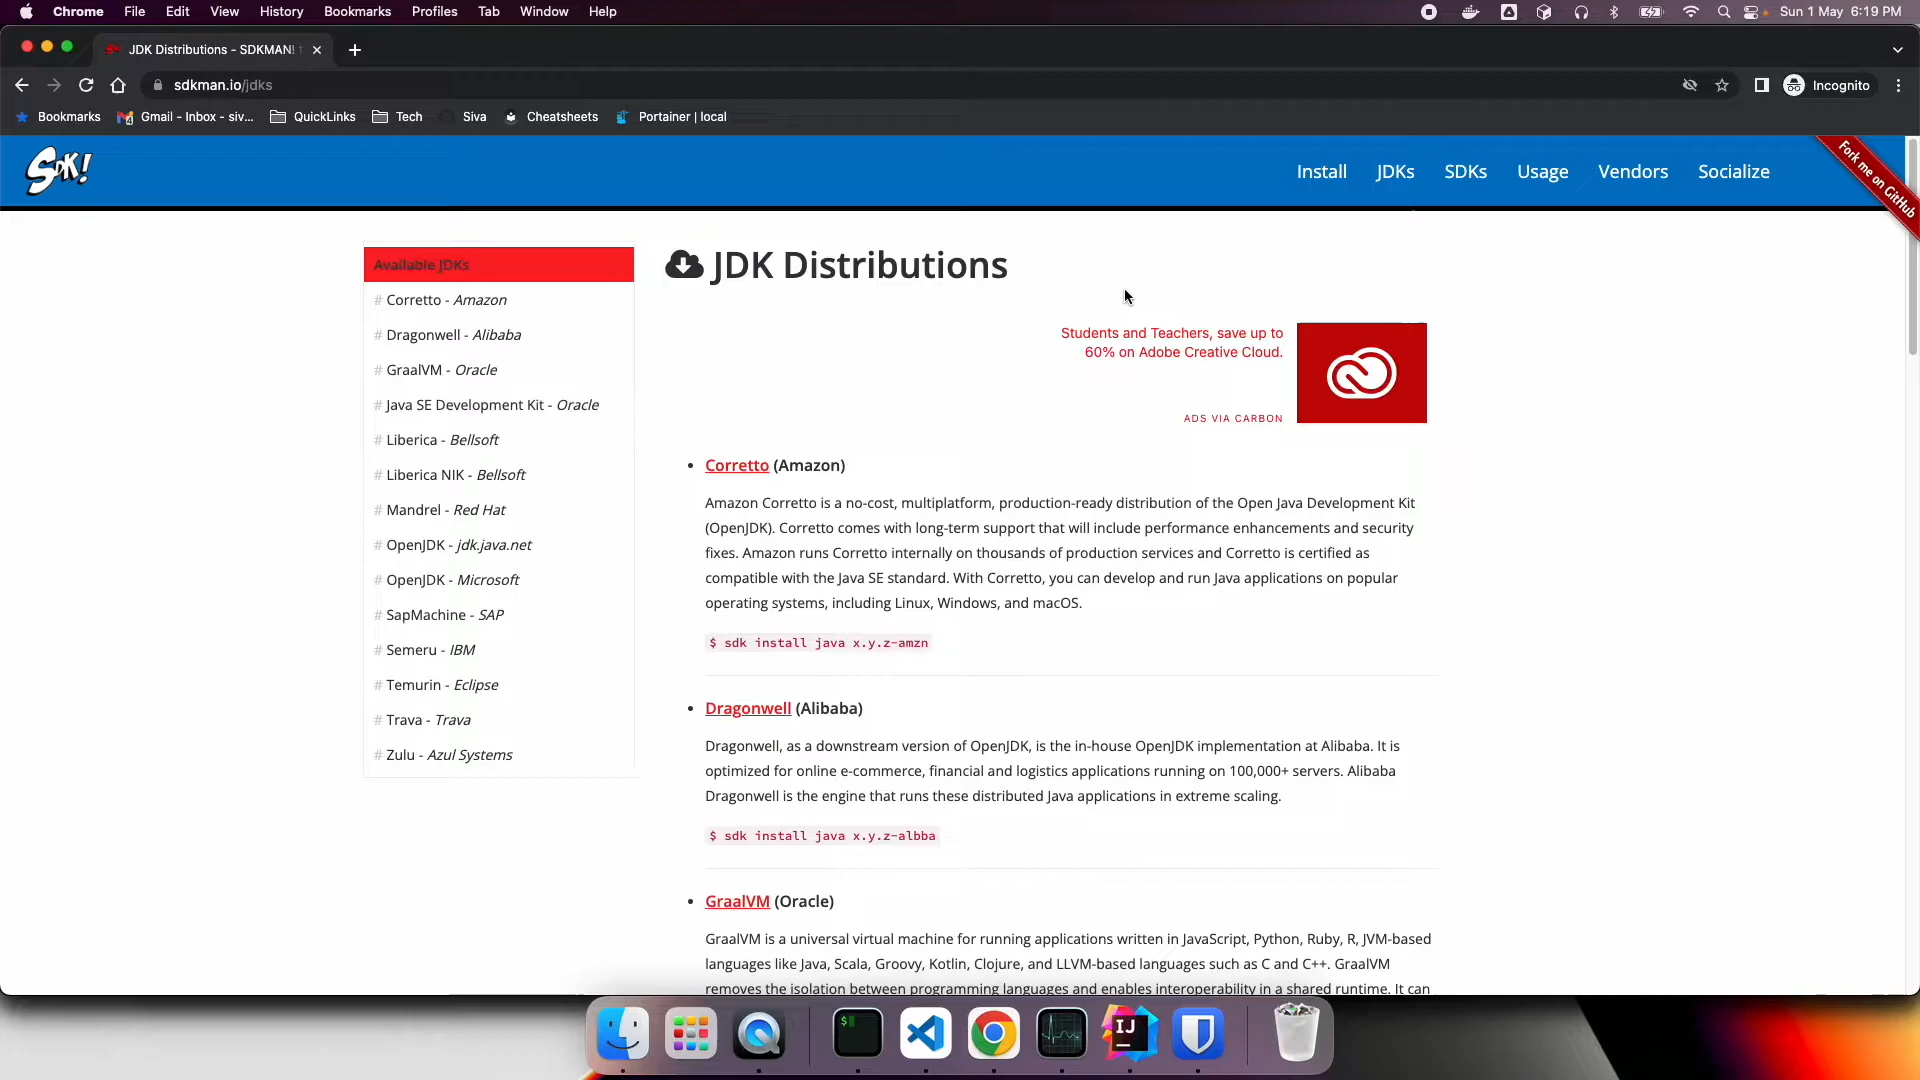 Chrome File Edit View History Bookmarks Profiles Tab Window Help Sun 1 May 6:19 PM
JDK Distributions - SDKMAN! t
sdkman.io/jdks Incognito
Bookmarks Gmail - Inbox - siv... QuickLinks Tech Siva Cheatsheets Portainer | local
SDK! Install JDKs SDKs Usage Vendors Socialize
Fork me on GitHub
Available JDKs
# Corretto - Amazon
# Dragonwell - Alibaba
# GraalVM - Oracle
# Java SE Development Kit - Oracle
# Liberica - Bellsoft
# Liberica NIK - Bellsoft
# Mandrel - Red Hat
# OpenJDK - jdk.java.net
# OpenJDK - Microsoft
# SapMachine - SAP
# Semeru - IBM
# Temurin - Eclipse
# Trava - Trava
# Zulu - Azul Systems
JDK Distributions
Students and Teachers, save up to
60% on Adobe Creative Cloud.
ADS VIA CARBON
• Corretto (Amazon)
Amazon Corretto is a no-cost, multiplatform, production-ready distribution of the Open Java Development Kit
(OpenJDK). Corretto comes with long-term support that will include performance enhancements and security
fixes. Amazon runs Corretto internally on thousands of production services and Corretto is certified as
compatible with the Java SE standard. With Corretto, you can develop and run Java applications on popular
operating systems, including Linux, Windows, and macOS.
$ sdk install java x.y.z-amzn
• Dragonwell (Alibaba)
Dragonwell, as a downstream version of OpenJDK, is the in-house OpenJDK implementation at Alibaba. It is
optimized for online e-commerce, financial and logistics applications running on 100,000+ servers. Alibaba
Dragonwell is the engine that runs these distributed Java applications in extreme scaling.
$ sdk install java x.y.z-albba
• GraalVM (Oracle)
GraalVM is a universal virtual machine for running applications written in JavaScript, Python, Ruby, R, JVM-based
languages like Java, Scala, Groovy, Kotlin, Clojure, and LLVM-based languages such as C and C++. GraalVM
removes the isolation between programming languages and enables interoperability in a shared runtime. It can
$
IJ